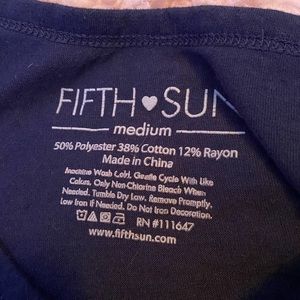 FIFTH SUN
medium
50% Polyester 38% Cotton 12% Rayon
Made in China
Machine Wash Cold, Gentle Cycle With Like
Colors, Only Non-Chlorine Bleach When
Needed. Tumble Dry Low. Remove Promptly.
Low Iron if Needed. Do Not Iron Decoration.
RN #111647
www.fifthsun.com